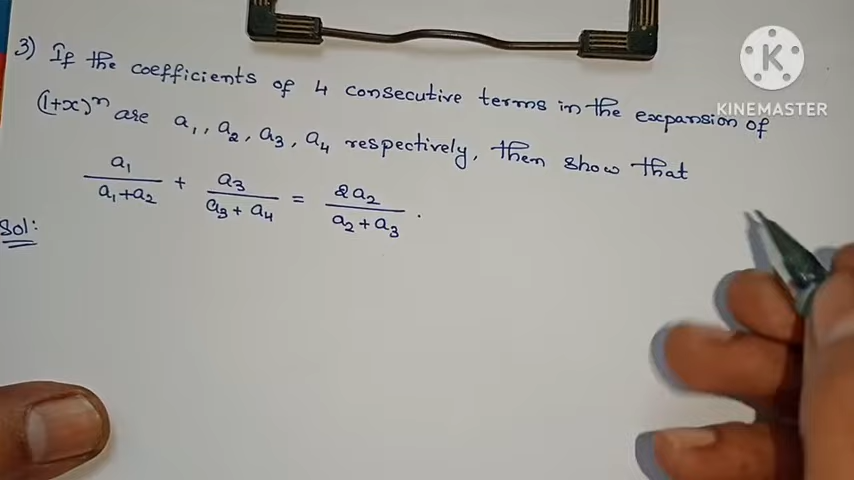 3) If the coefficients of 4 consecutive terms in the expansion of
(1+x)ⁿ are a₁, a₂, a₃, a₄ respectively, then show that
a₁/(a₁+a₂) + a₃/(a₃+a₄) = 2a₂/(a₂+a₃).
Sol:
K
KINEMASTER